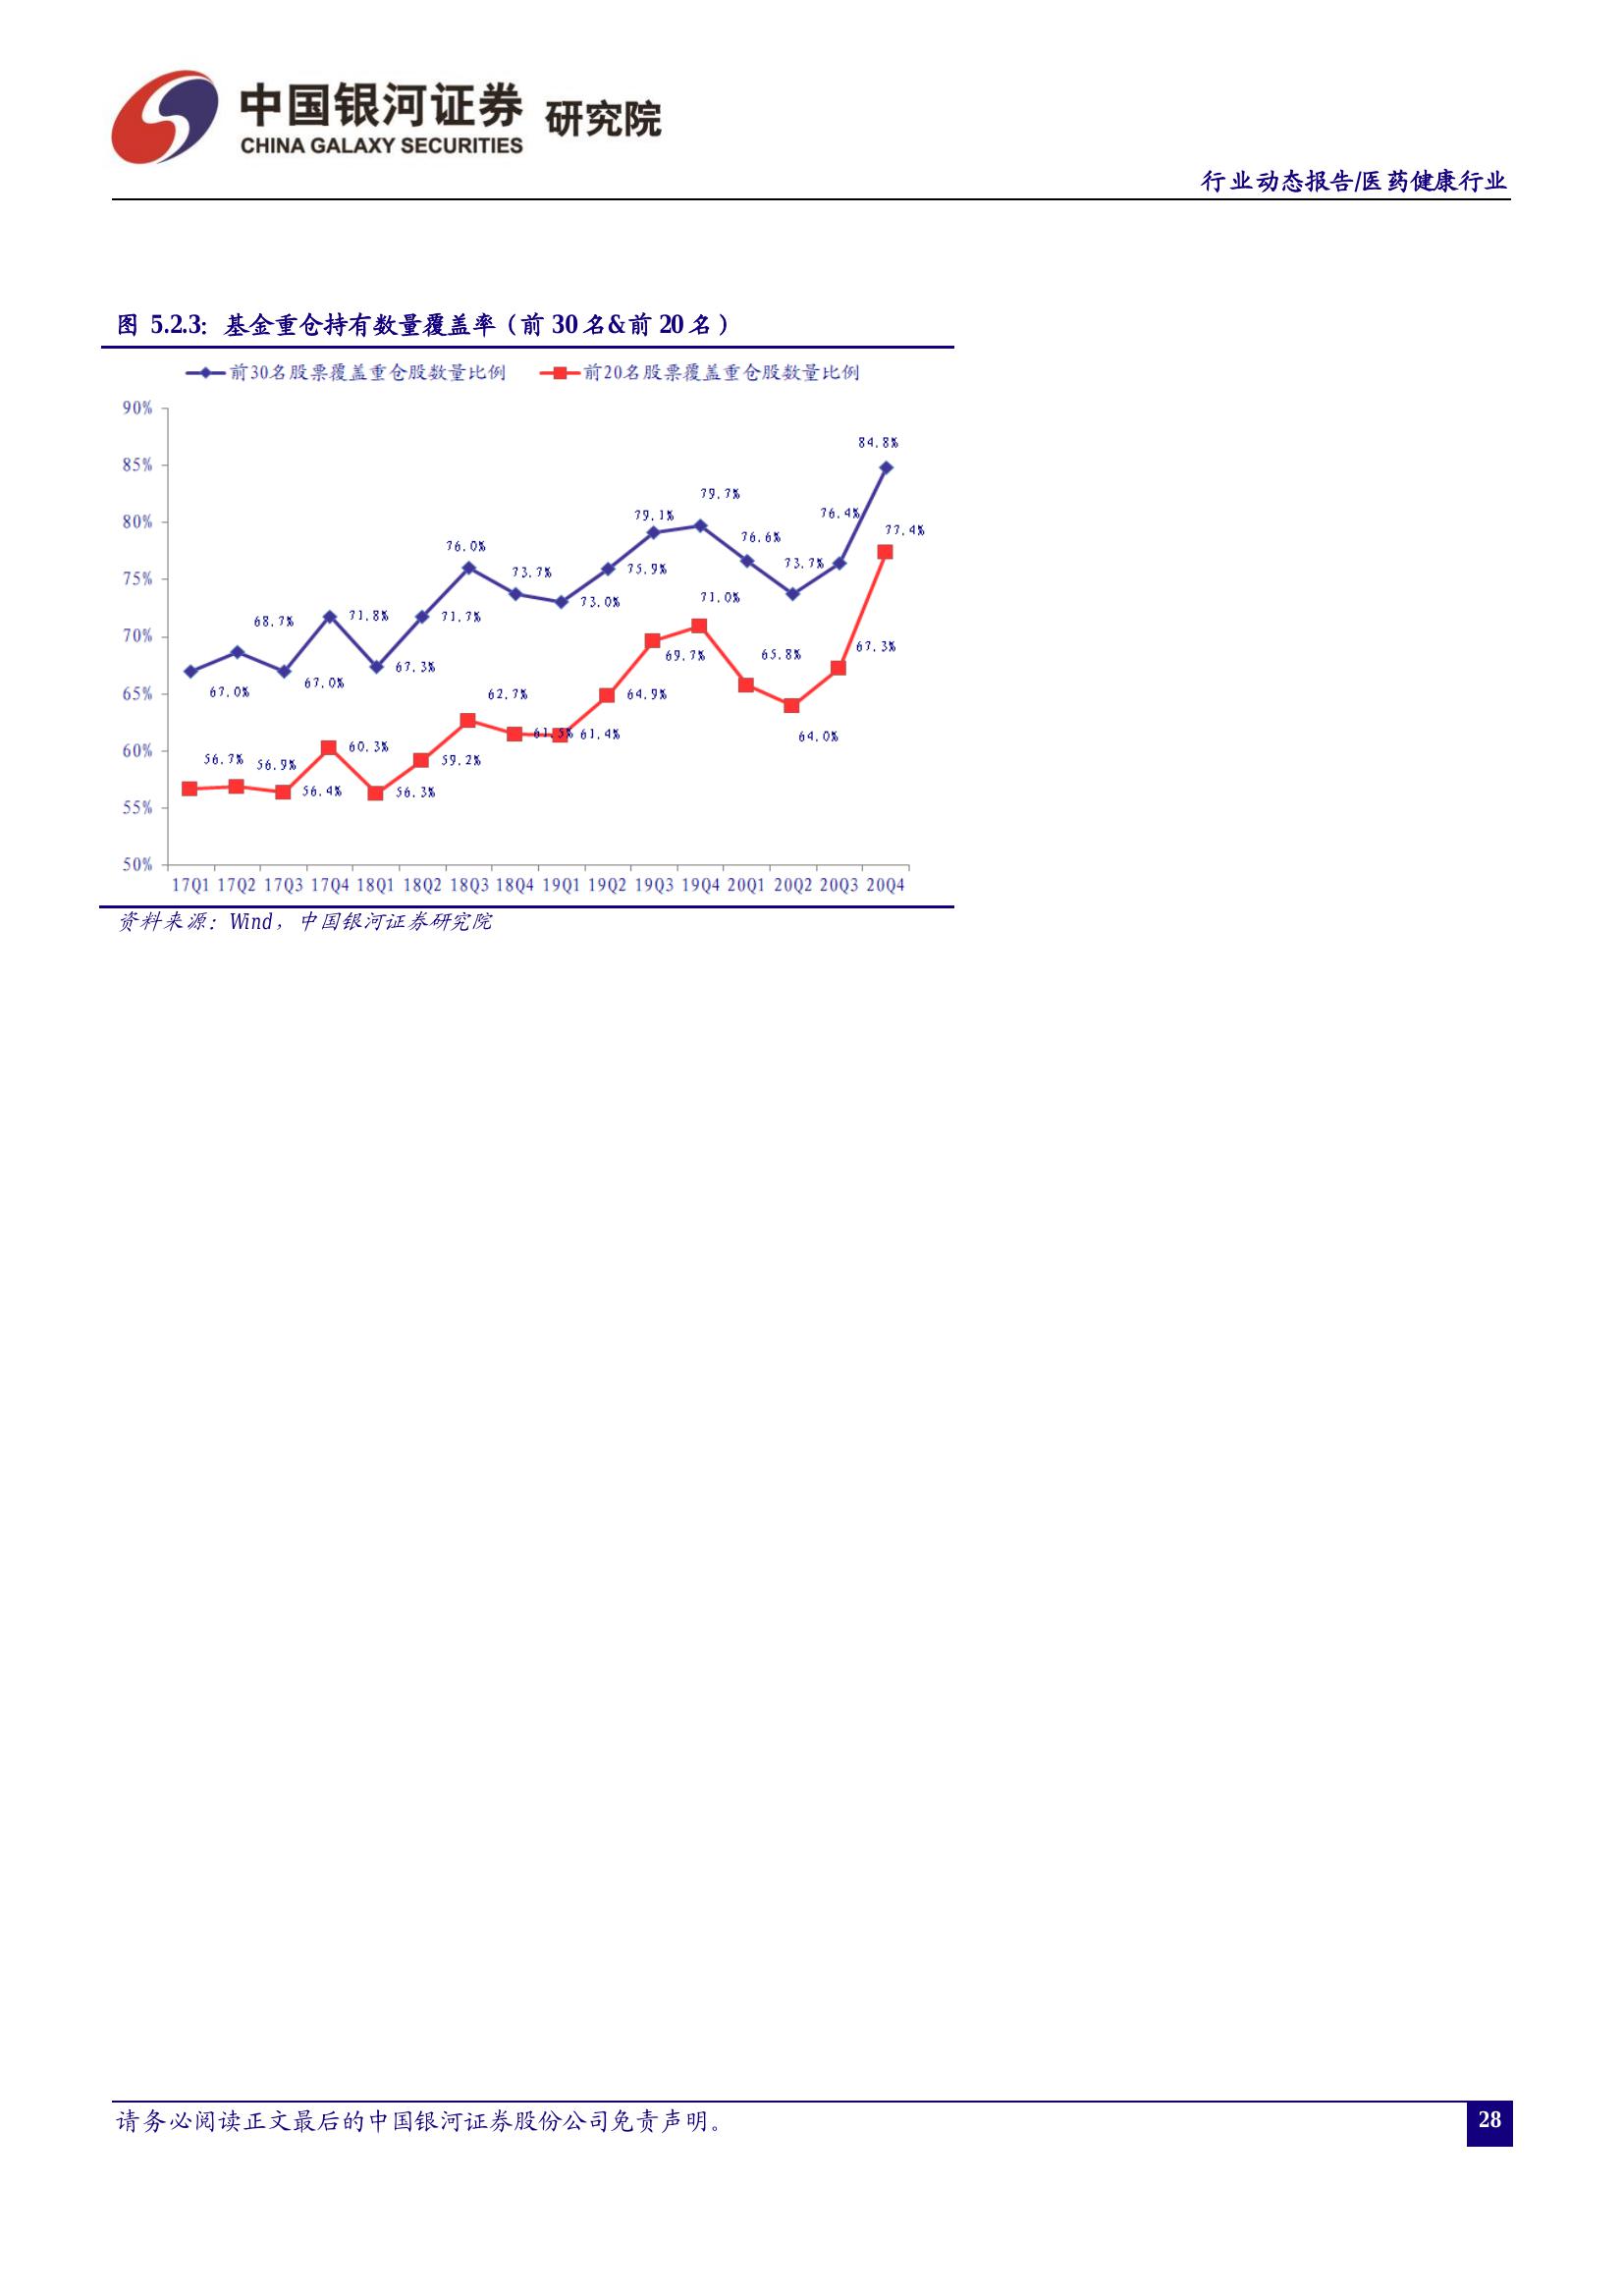 中国银河证券 研究院
CHINA GALAXY SECURITIES
行业动态报告/医药健康行业
图 5.2.3：基金重仓持有数量覆盖率（前 30 名&前 20 名）
前30名股票覆盖重仓股数量比例 前20名股票覆盖重仓股数量比例
90%
84.8%
85%
79.7%
79.1% 76.4%
80% 77.4%
76.0% 76.6%
73.7% 75.9% 73.7%
75%
73.0% 71.0%
68.7% 71.8% 71.7%
70%
67.0% 67.0% 67.3% 69.7% 65.8% 67.3%
65% 62.7% 64.9%
61.5% 61.4% 64.0%
60% 56.7% 56.9% 60.3% 59.2%
56.4% 56.3%
55%
50%
17Q1 17Q2 17Q3 17Q4 18Q1 18Q2 18Q3 18Q4 19Q1 19Q2 19Q3 19Q4 20Q1 20Q2 20Q3 20Q4
资料来源：Wind，中国银河证券研究院
请务必阅读正文最后的中国银河证券股份公司免责声明。
28